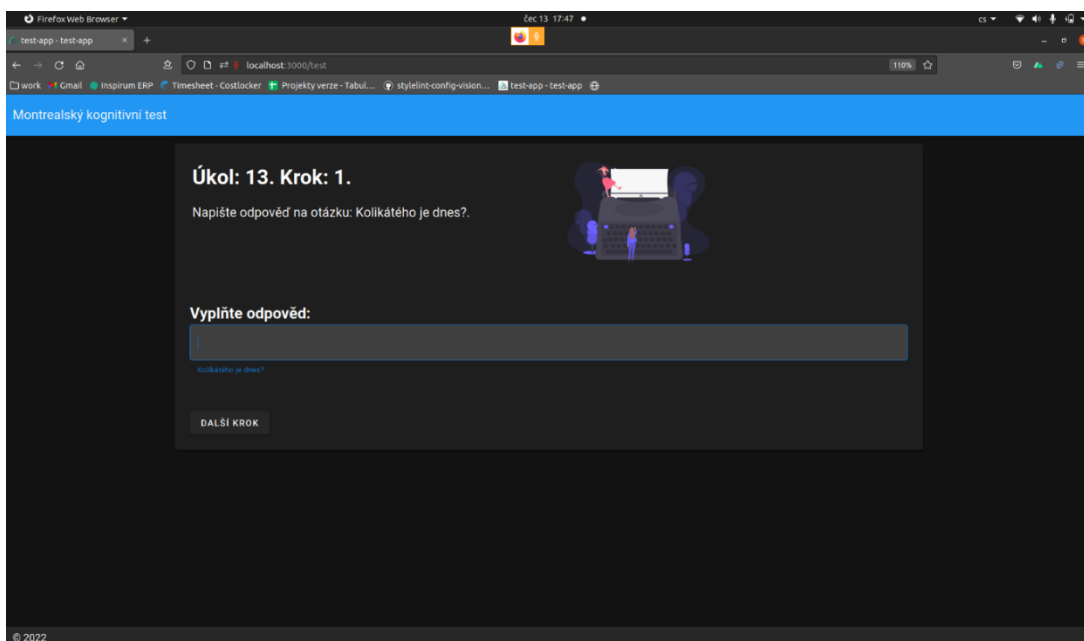 Firefox Web Browser
čec 13 17:47
cs
test-app - test-app
localhost:3000/test
110%
work
Gmail
Inspirum ERP
Timesheet - Costlocker
Projekty verze - Tabul...
stylelint-config-vision...
test-app - test-app
Montrealský kognitivní test
Úkol: 13. Krok: 1.
Napište odpověď na otázku: Kolikátého je dnes?.
Vyplňte odpověd:
Kolikátého je dnes?
DALŠÍ KROK
© 2022